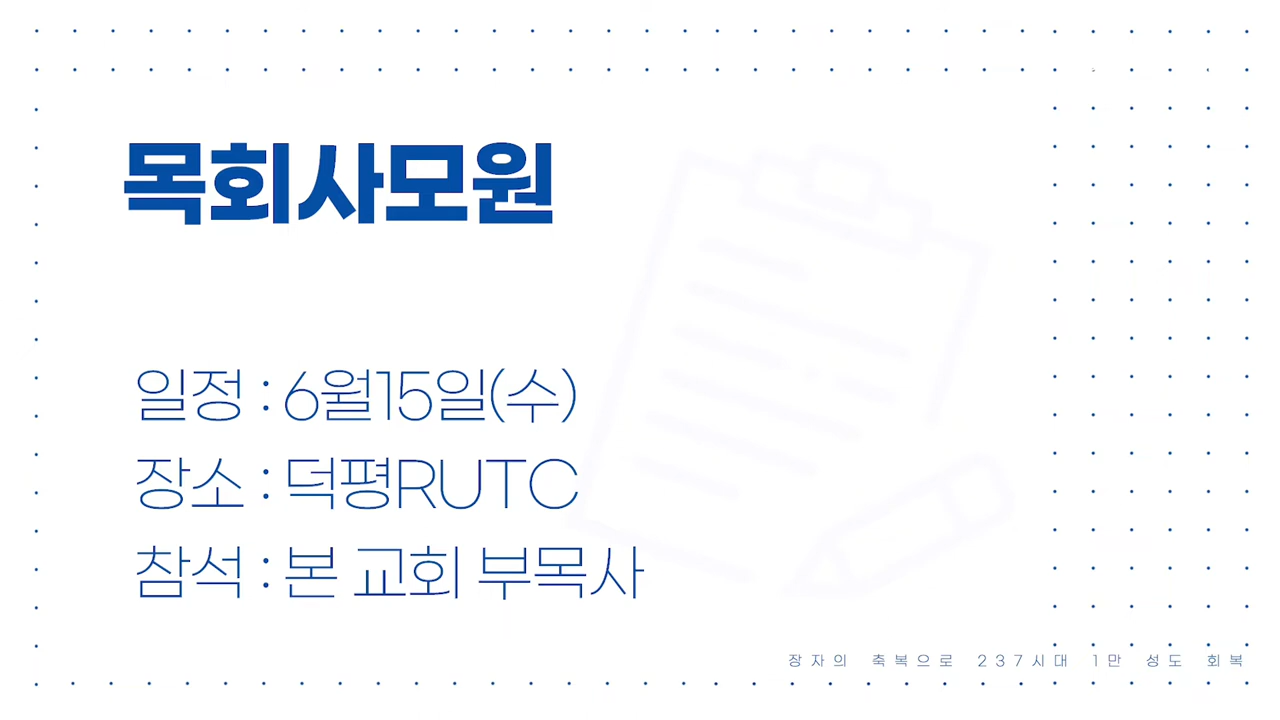 목회사모원
일정 : 6월15일(수)
장소 : 덕평RUTC
참석 : 본 교회 부목사
장자의 축복으로 237시대 1만 성도 회복